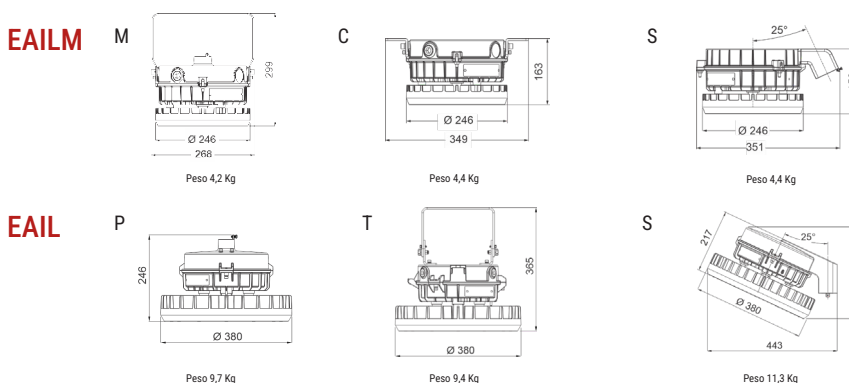 EAILM
M
299
Ø 246
268
Peso 4,2 Kg
C
163
Ø 246
349
Peso 4,4 Kg
S
25°
Ø 246
351
Peso 4,4 Kg
EAIL
P
246
Ø 380
Peso 9,7 Kg
T
365
Ø 380
Peso 9,4 Kg
S
217
25°
Ø 380
443
Peso 11,3 Kg